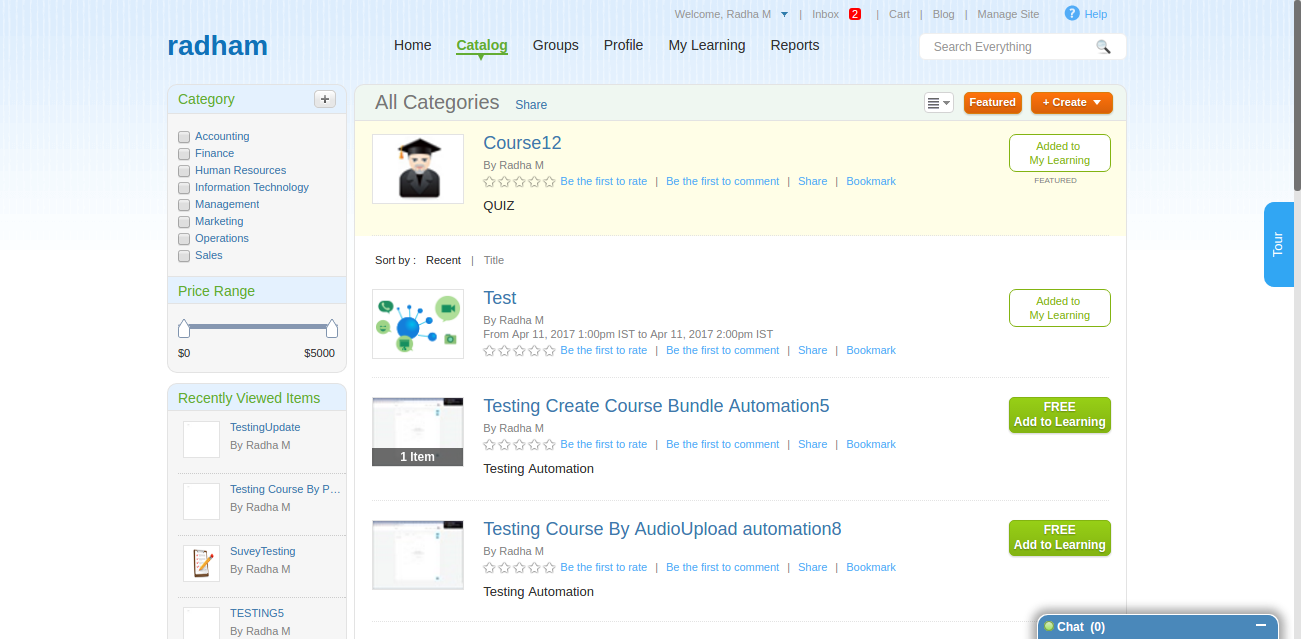 Welcome, Radha M | Inbox 2 | Cart | Blog | Manage Site ? Help
radham
Home Catalog Groups Profile My Learning Reports
Search Everything
Category +
Accounting
Finance
Human Resources
Information Technology
Management
Marketing
Operations
Sales
Price Range
$0 $5000
Recently Viewed Items
TestingUpdate
By Radha M
Testing Course By P…
By Radha M
SuveyTesting
By Radha M
TESTING5
By Radha M
All Categories Share
Featured
+ Create
Course12
By Radha M
Be the first to rate | Be the first to comment | Share | Bookmark
QUIZ
Added to
My Learning
FEATURED
Sort by : Recent | Title
Test
By Radha M
From Apr 11, 2017 1:00pm IST to Apr 11, 2017 2:00pm IST
Be the first to rate | Be the first to comment | Share | Bookmark
Added to
My Learning
1 Item
Testing Create Course Bundle Automation5
By Radha M
Be the first to rate | Be the first to comment | Share | Bookmark
Testing Automation
FREE
Add to Learning
Testing Course By AudioUpload automation8
By Radha M
Be the first to rate | Be the first to comment | Share | Bookmark
Testing Automation
FREE
Add to Learning
Tour
Chat (0)